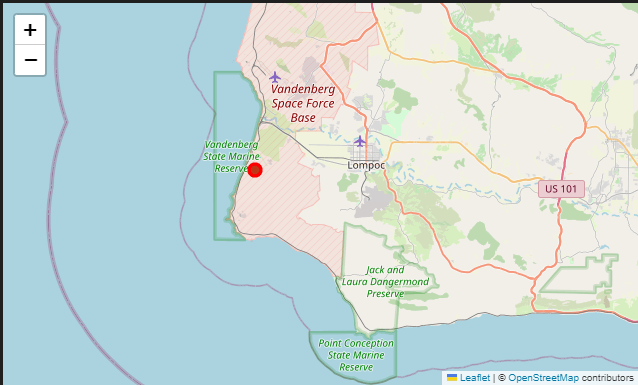 +
−
Vandenberg
Space Force
Base
Vandenberg
State Marine
Reserve
Lompoc
US 101
Jack and
Laura Dangermond
Preserve
Point Conception
State Marine
Reserve
Leaflet | © OpenStreetMap contributors